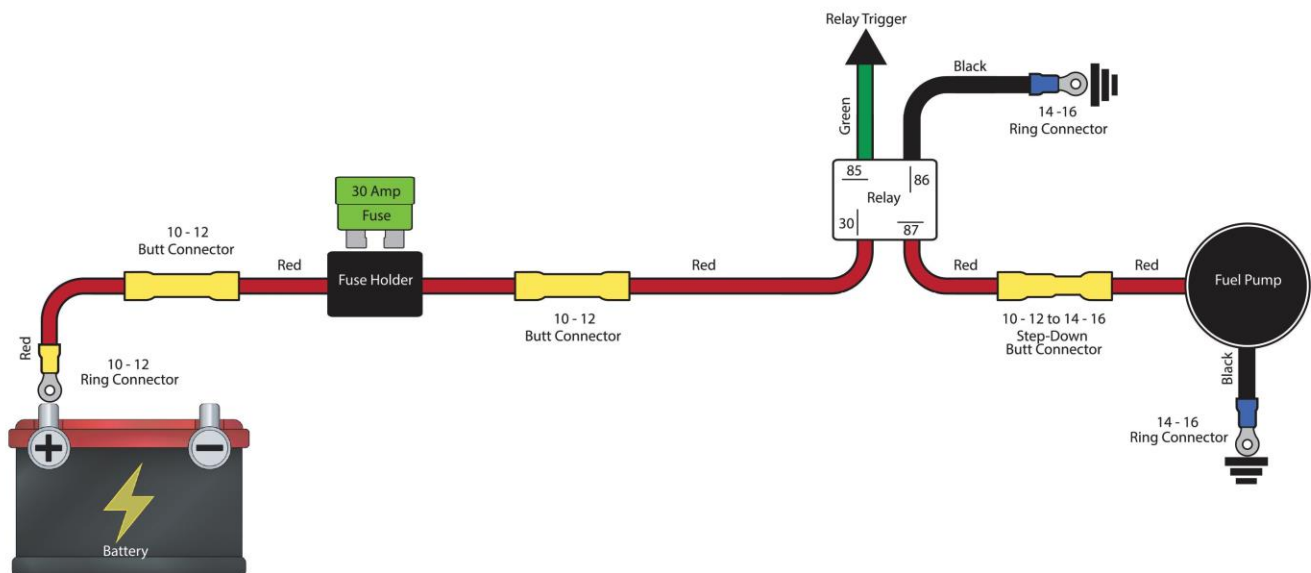 Relay Trigger
Black
Green
14 -16
Ring Connector
85
86
Relay
30
87
30 Amp
Fuse
10 - 12
Butt Connector
Red
Fuse Holder
Red
Red
Red
Fuel Pump
10 - 12
Butt Connector
10 - 12 to 14 - 16
Step-Down
Butt Connector
Red
10 - 12
Ring Connector
Black
14 - 16
Ring Connector
+
−
Battery